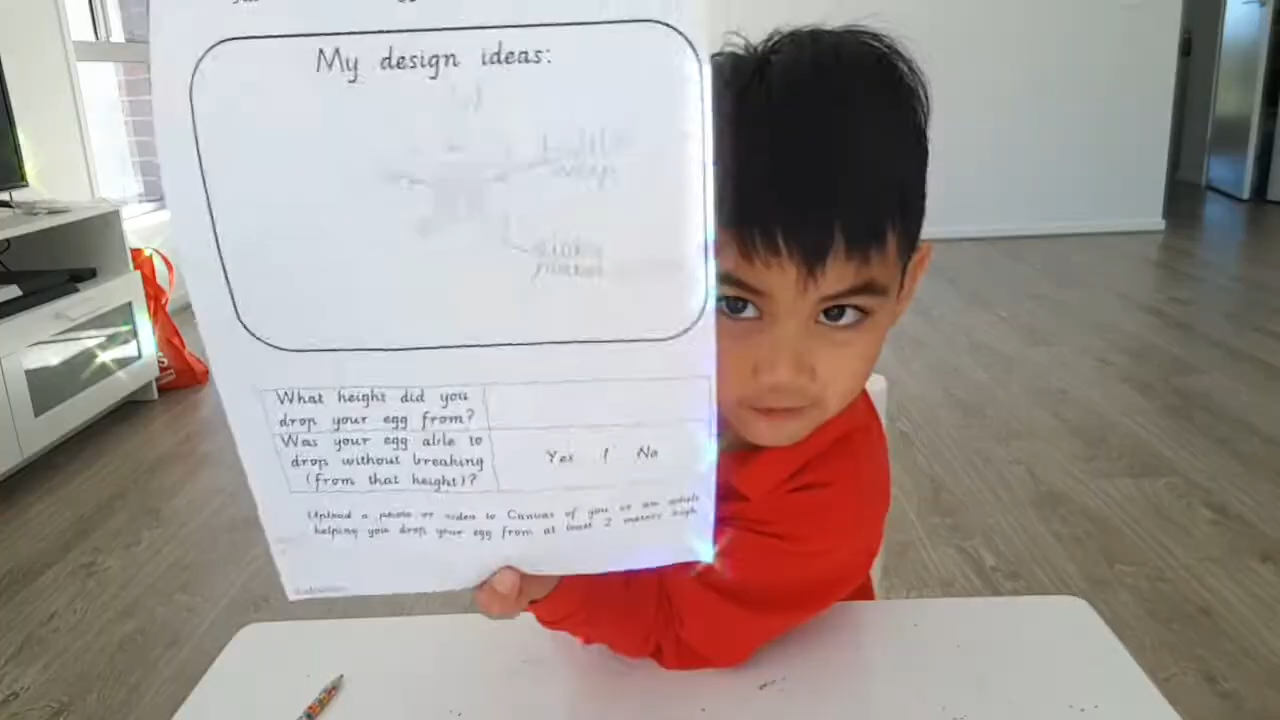 My design ideas:
wrap
What height did you
drop your egg from?
Was your egg able to
drop without breaking
(from that height)?
Yes / No
Upload a photo or video to Canvas of you or an adult
helping you drop your egg from at least 2 meters high